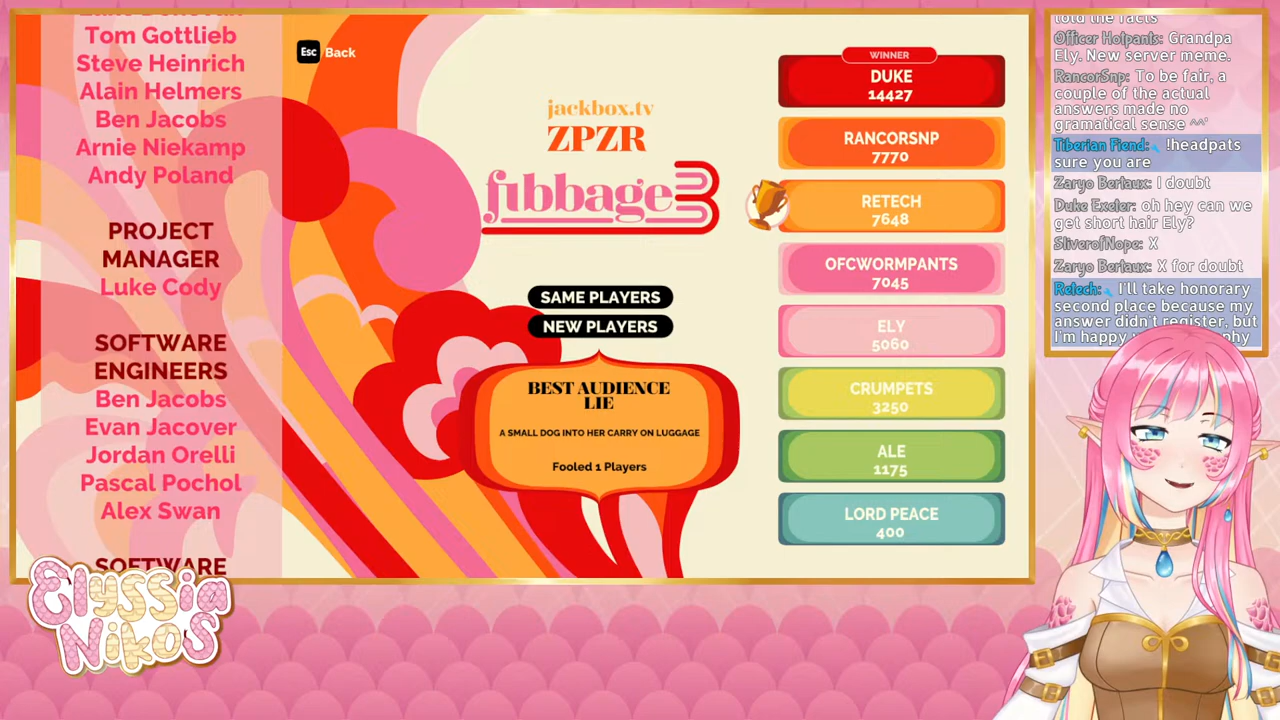 Tom Gottlieb
Steve Heinrich
Alain Helmers
Ben Jacobs
Arnie Niekamp
Andy Poland
PROJECT
MANAGER
Luke Cody
SOFTWARE
ENGINEERS
Ben Jacobs
Evan Jacover
Jordan Orelli
Pascal Pochol
Alex Swan
SOFTWARE
Elyssia
Nikos
Esc Back
jackbox.tv
ZPZR
fibbage 3
SAME PLAYERS
NEW PLAYERS
BEST AUDIENCE
LIE
A SMALL DOG INTO HER CARRY ON LUGGAGE
Fooled 1 Players
WINNER
DUKE
14427
RANCORSNP
7770
RETECH
7648
OFCWORMPANTS
7045
ELY
5060
CRUMPETS
3250
ALE
1175
LORD PEACE
400
told the facts
Officer Hotpants: Grandpa
Ely. New server meme.
RancorSnp: To be fair, a
couple of the actual
answers made no
gramatical sense ^^'
Tiberian Fiend: !headpats
sure you are
Zaryo Berlaux: I doubt
Duke Exeler: oh hey can we
get short hair Ely?
SliverofNope: X
Zaryo Berlaux: X for doubt
Retech: I'll take honorary
second place because my
answer didn't register, but
I'm happy